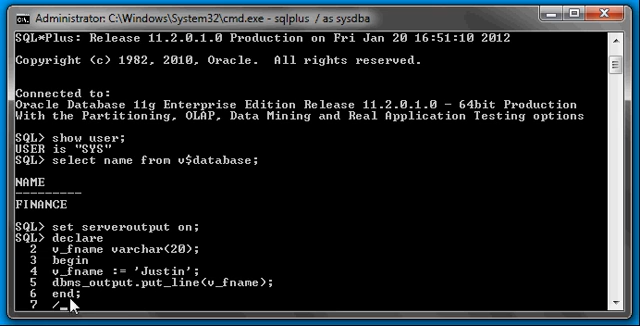 Administrator: C:\Windows\System32\cmd.exe - sqlplus / as sysdba
SQL*Plus: Release 11.2.0.1.0 Production on Fri Jan 20 16:51:10 2012
Copyright (c) 1982, 2010, Oracle.  All rights reserved.
Connected to:
Oracle Database 11g Enterprise Edition Release 11.2.0.1.0 - 64bit Production
With the Partitioning, OLAP, Data Mining and Real Application Testing options
SQL> show user;
USER is "SYS"
SQL> select name from v$database;
NAME
---------
FINANCE
SQL> set serveroutput on;
SQL> declare
2  v_fname varchar(20);
3  begin
4  v_fname := 'Justin';
5  dbms_output.put_line(v_fname);
6  end;
7  /_